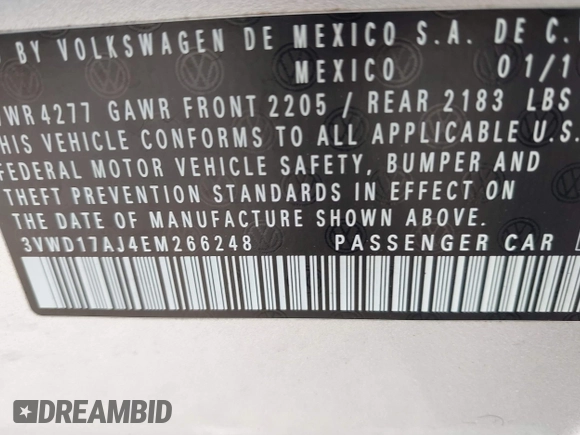 BY VOLKSWAGEN DE MEXICO S.A. DE C.
MEXICO 01/1
WR 4277 GAWR FRONT 2205 / REAR 2183 LBS
THIS VEHICLE CONFORMS TO ALL APPLICABLE U.S.
FEDERAL MOTOR VEHICLE SAFETY, BUMPER AND
THEFT PREVENTION STANDARDS IN EFFECT ON
THE DATE OF MANUFACTURE SHOWN ABOVE.
3VWD17AJ4EM266248 PASSENGER CAR
DREAMBID